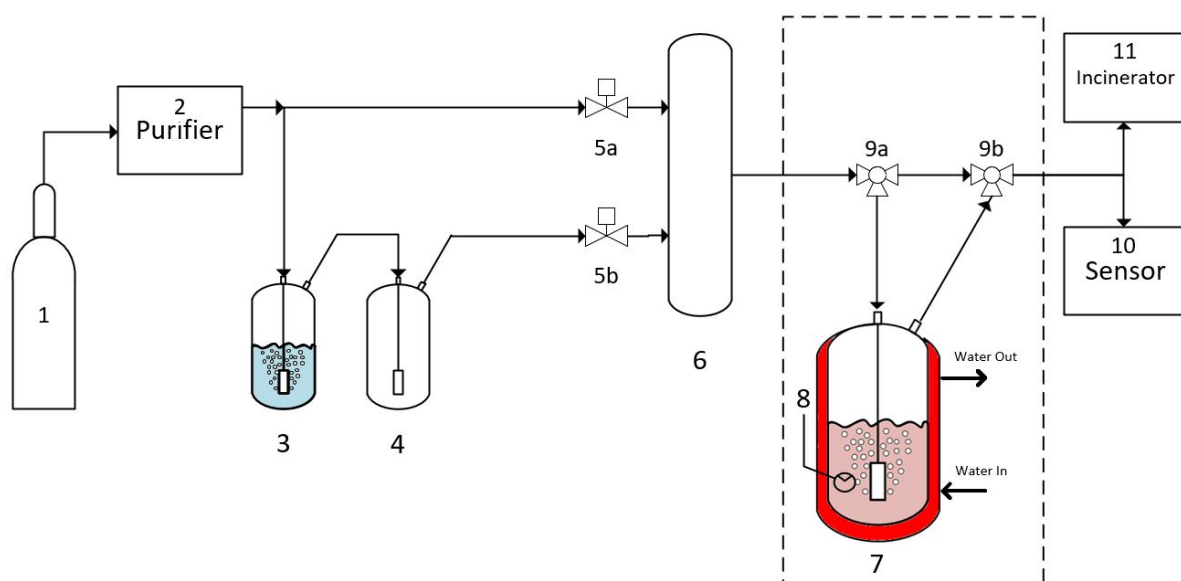 1
2
Purifier
3
4
5a
5b
6
9a
9b
11
Incinerator
10
Sensor
8
Water Out
Water In
7